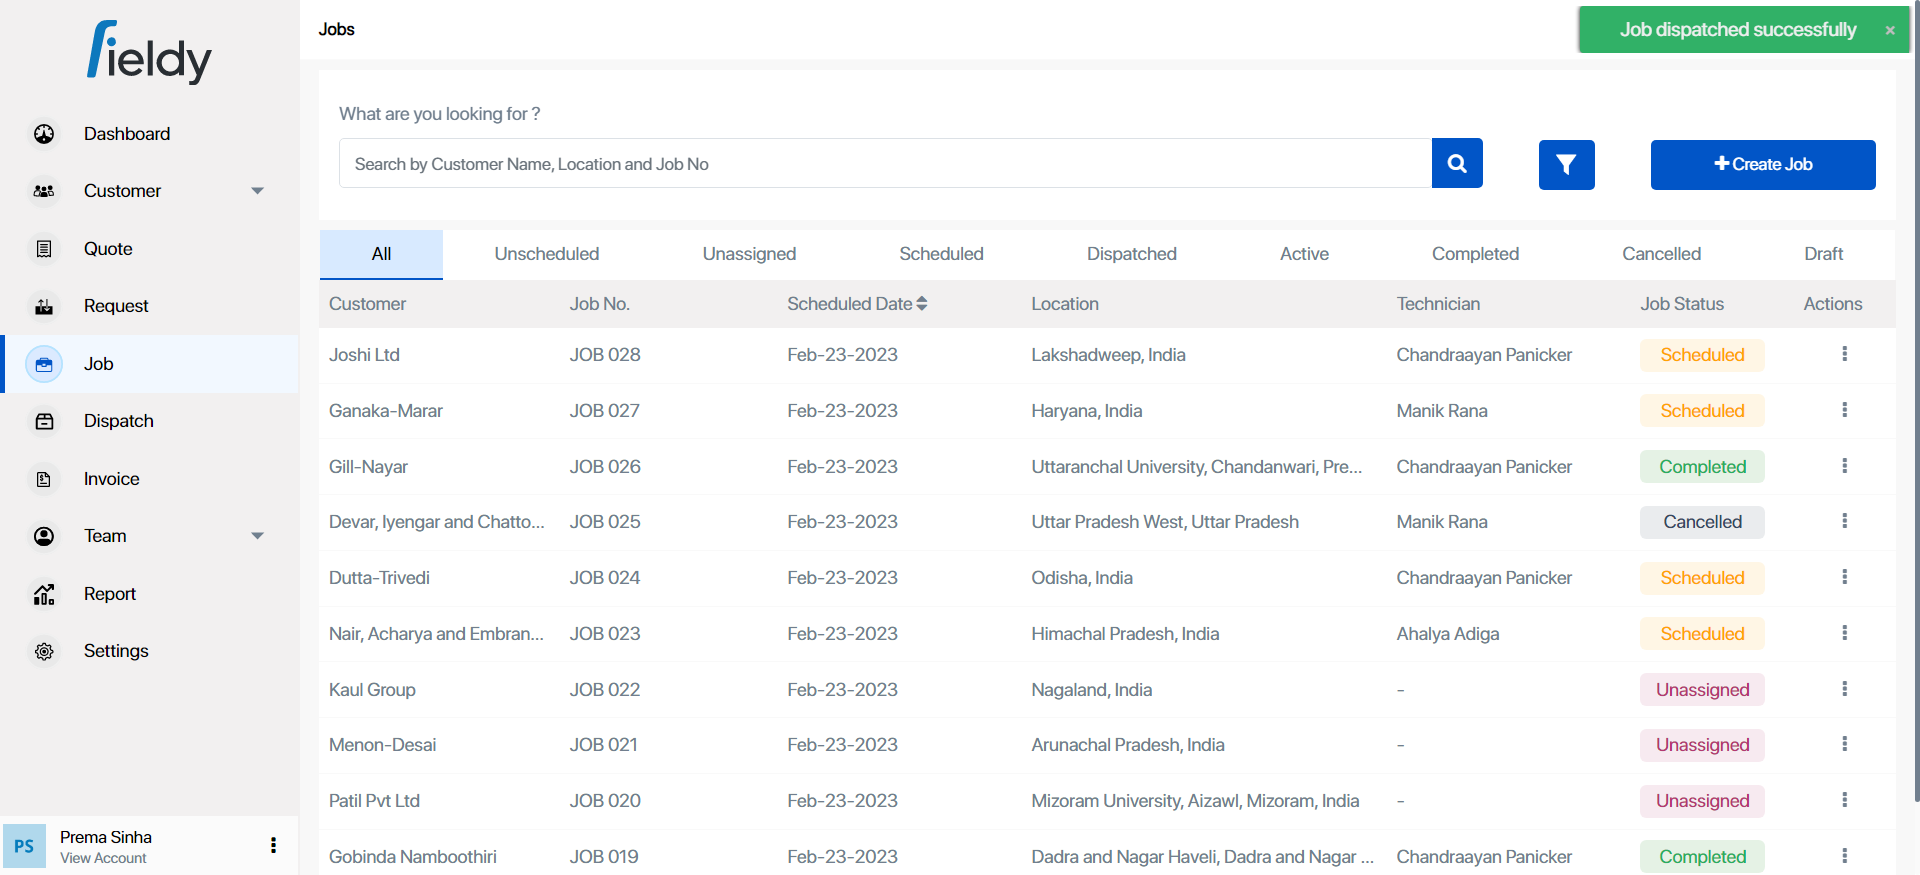 fieldy
Jobs
Job dispatched successfully ×
Dashboard
Customer
Quote
Request
Job
Dispatch
Invoice
Team
Report
Settings
PS
Prema Sinha
View Account
What are you looking for ?
Search by Customer Name, Location and Job No
Create Job
All Unscheduled Unassigned Scheduled Dispatched Active Completed Cancelled Draft
Customer Job No. Scheduled Date Location Technician Job Status Actions
Joshi Ltd JOB 028 Feb-23-2023 Lakshadweep, India Chandraayan Panicker Scheduled
Ganaka-Marar JOB 027 Feb-23-2023 Haryana, India Manik Rana Scheduled
Gill-Nayar JOB 026 Feb-23-2023 Uttaranchal University, Chandanwari, Pre... Chandraayan Panicker Completed
Devar, Iyengar and Chatto... JOB 025 Feb-23-2023 Uttar Pradesh West, Uttar Pradesh Manik Rana Cancelled
Dutta-Trivedi JOB 024 Feb-23-2023 Odisha, India Chandraayan Panicker Scheduled
Nair, Acharya and Embran... JOB 023 Feb-23-2023 Himachal Pradesh, India Ahalya Adiga Scheduled
Kaul Group JOB 022 Feb-23-2023 Nagaland, India - Unassigned
Menon-Desai JOB 021 Feb-23-2023 Arunachal Pradesh, India - Unassigned
Patil Pvt Ltd JOB 020 Feb-23-2023 Mizoram University, Aizawl, Mizoram, India - Unassigned
Gobinda Namboothiri JOB 019 Feb-23-2023 Dadra and Nagar Haveli, Dadra and Nagar ... Chandraayan Panicker Completed